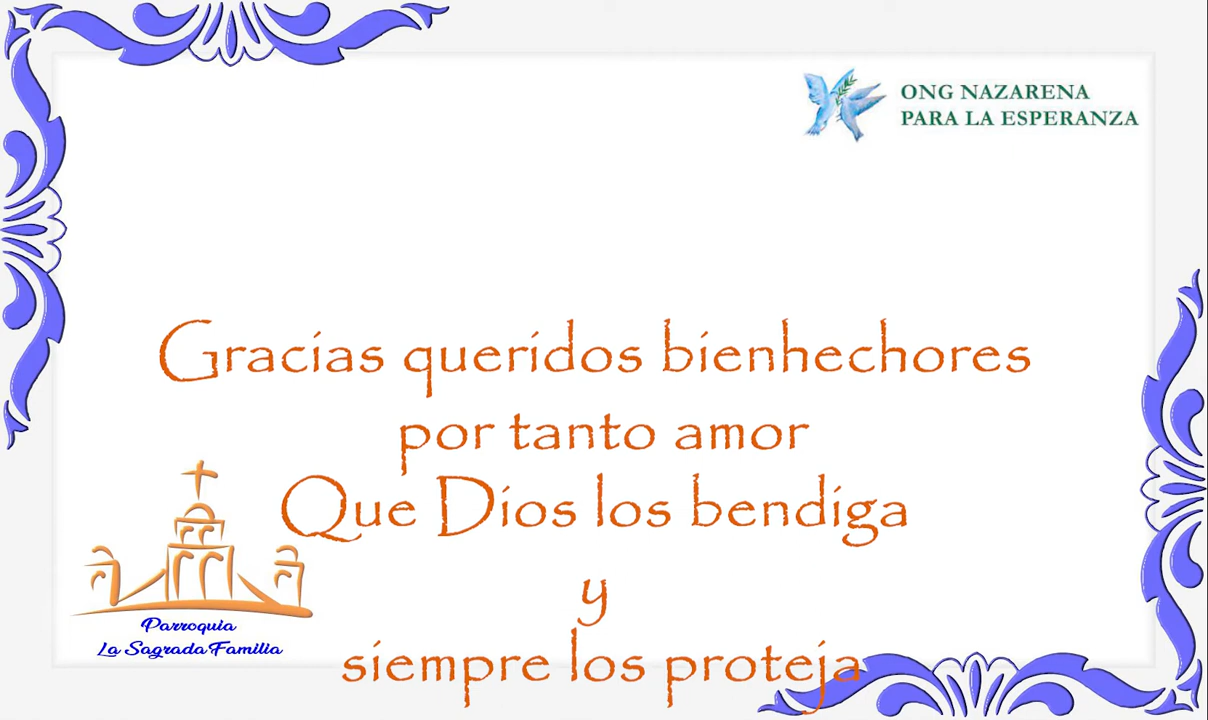 ONG NAZARENA
PARA LA ESPERANZA
Gracias queridos bienhechores
por tanto amor
Que Dios los bendiga
y
siempre los proteja
Parroquia
La Sagrada Familia